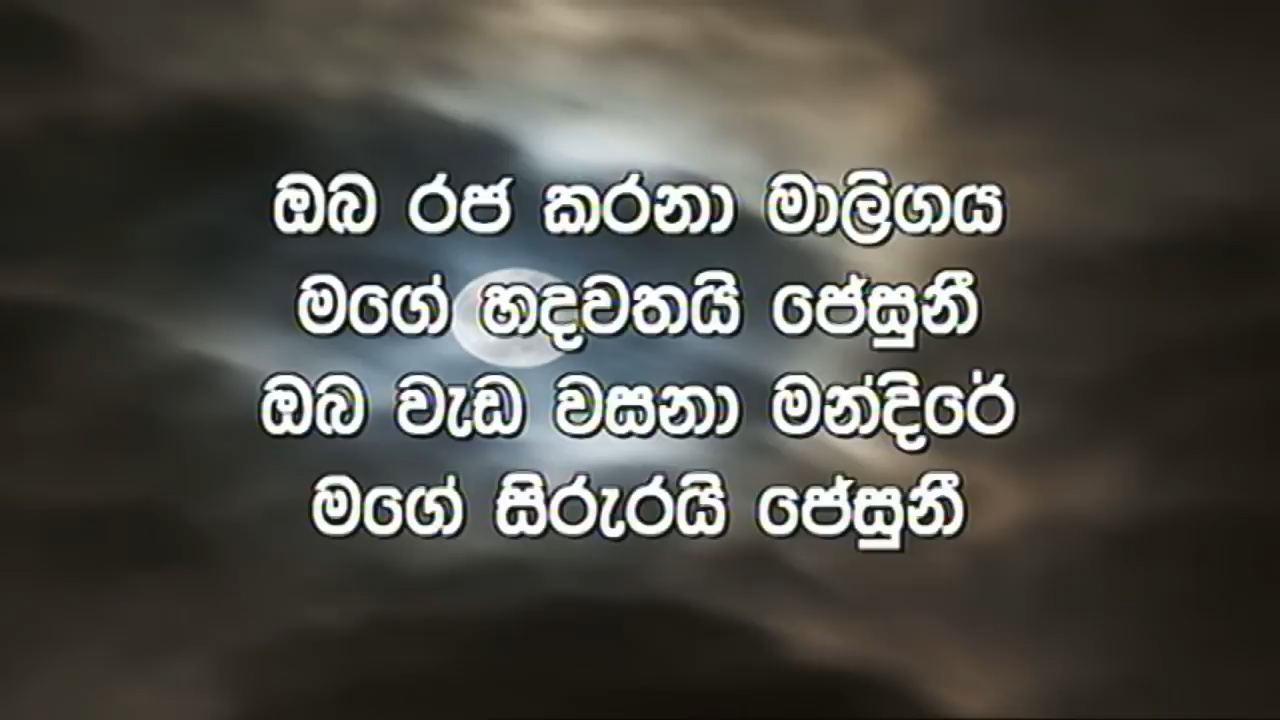 ඔබ රජ කරනා මාලිගය
මගේ හදවතයි ජේසුනී
ඔබ වැඩ වසනා මන්දිරේ
මගේ සිරුරයි ජේසුනී